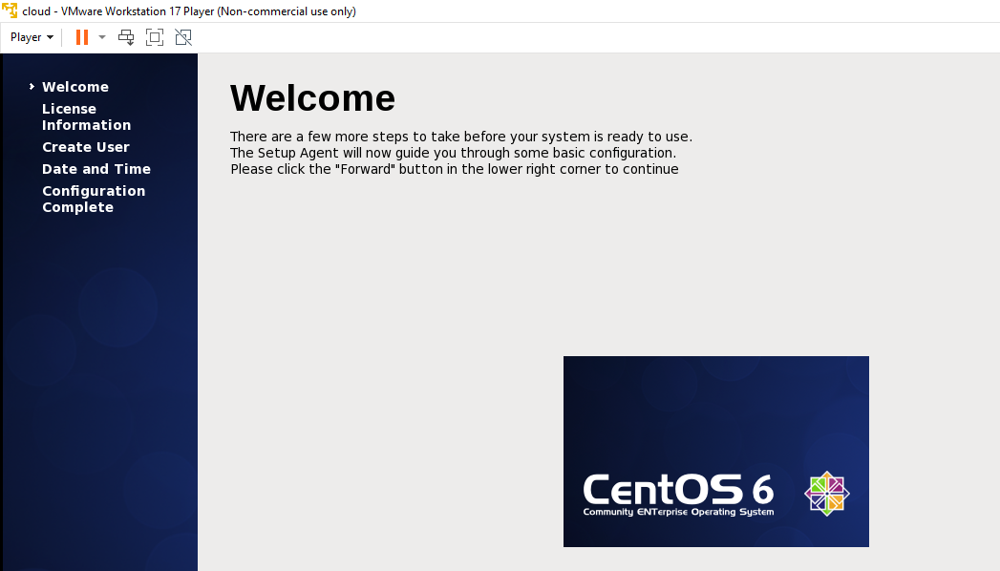 cloud - VMware Workstation 17 Player (Non-commercial use only)
Player
Welcome
License
Information
Create User
Date and Time
Configuration
Complete
Welcome
There are a few more steps to take before your system is ready to use.
The Setup Agent will now guide you through some basic configuration.
Please click the "Forward" button in the lower right corner to continue
CentOS 6
Community ENTerprise Operating System